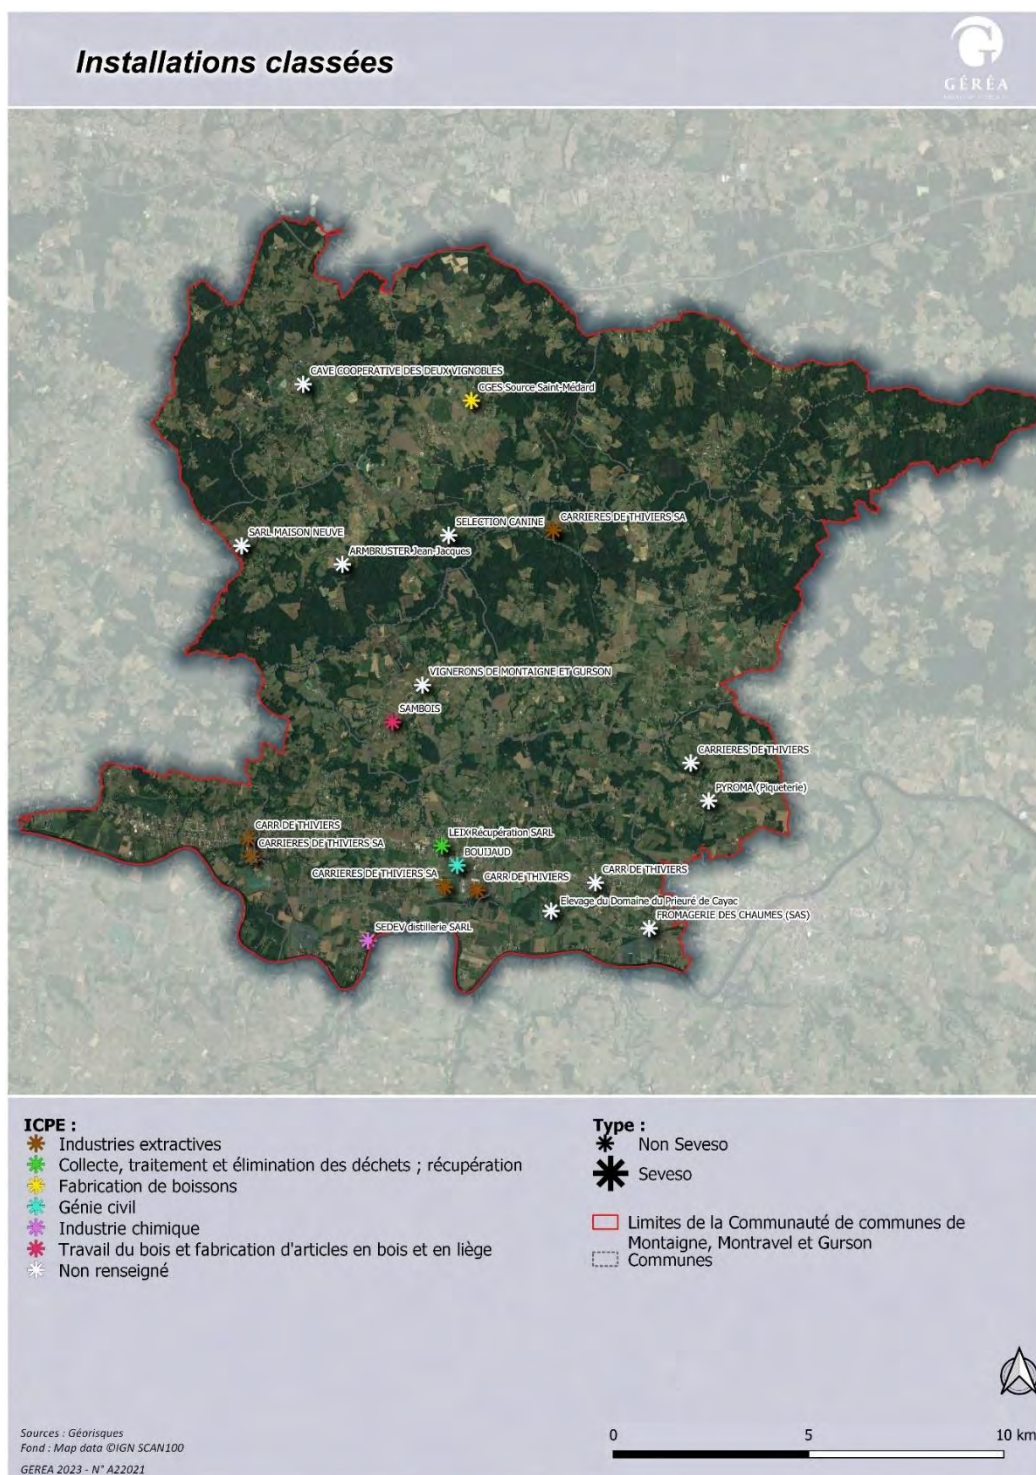 Installations classées
GÉRÉA
CAVE COOPERATIVE DES DEUX VIGNOBLES
CGES Source Saint-Médard
SELECTION CANINE
CARRIERES DE THIVIERS SA
SARL MAISON NEUVE
ARMBRUSTER Jean-Jacques
VIGNERONS DE MONTAIGNE ET GURSON
SAMBOIS
CARRIERES DE THIVIERS
PYROMA (Piqueterie)
CARR DE THIVIERS
LEIX Récupération SARL
CARRIERES DE THIVIERS SA
BOUIJAUD
CARRIERES DE THIVIERS SA
CARR DE THIVIERS
CARR DE THIVIERS
Elevage du Domaine du Prieuré de Cayac
FROMAGERIE DES CHAUMES (SAS)
SEDEV distillerie SARL
ICPE :
Industries extractives
Collecte, traitement et élimination des déchets ; récupération
Fabrication de boissons
Génie civil
Industrie chimique
Travail du bois et fabrication d'articles en bois et en liège
Non renseigné
Type :
Non Seveso
Seveso
Limites de la Communauté de communes de
Montaigne, Montravel et Gurson
Communes
Sources : Géorisques
Fond : Map data ©IGN SCAN100
GEREA 2023 - N° A22021
0 5 10 km